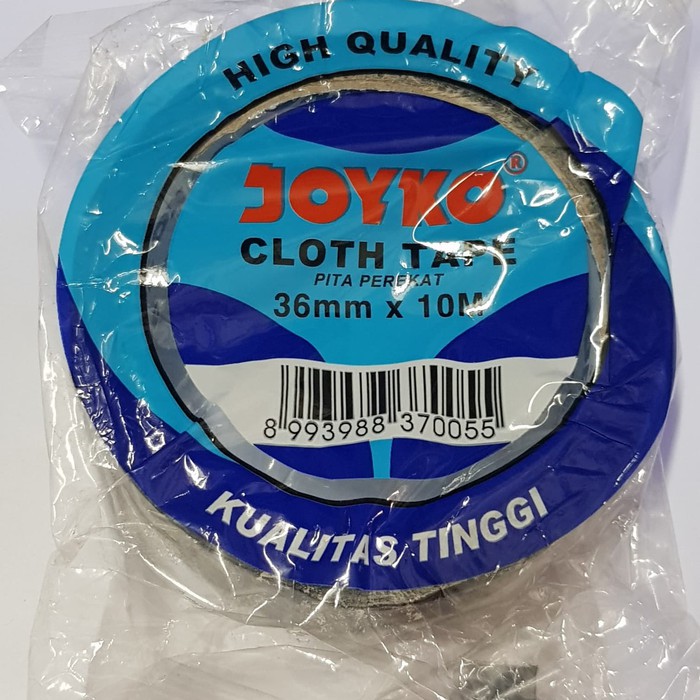 HIGH QUALITY
JOYKO®
CLOTH TAPE
PITA PEREKAT
36mm x 10M
8 993988 370055
KUALITAS TINGGI